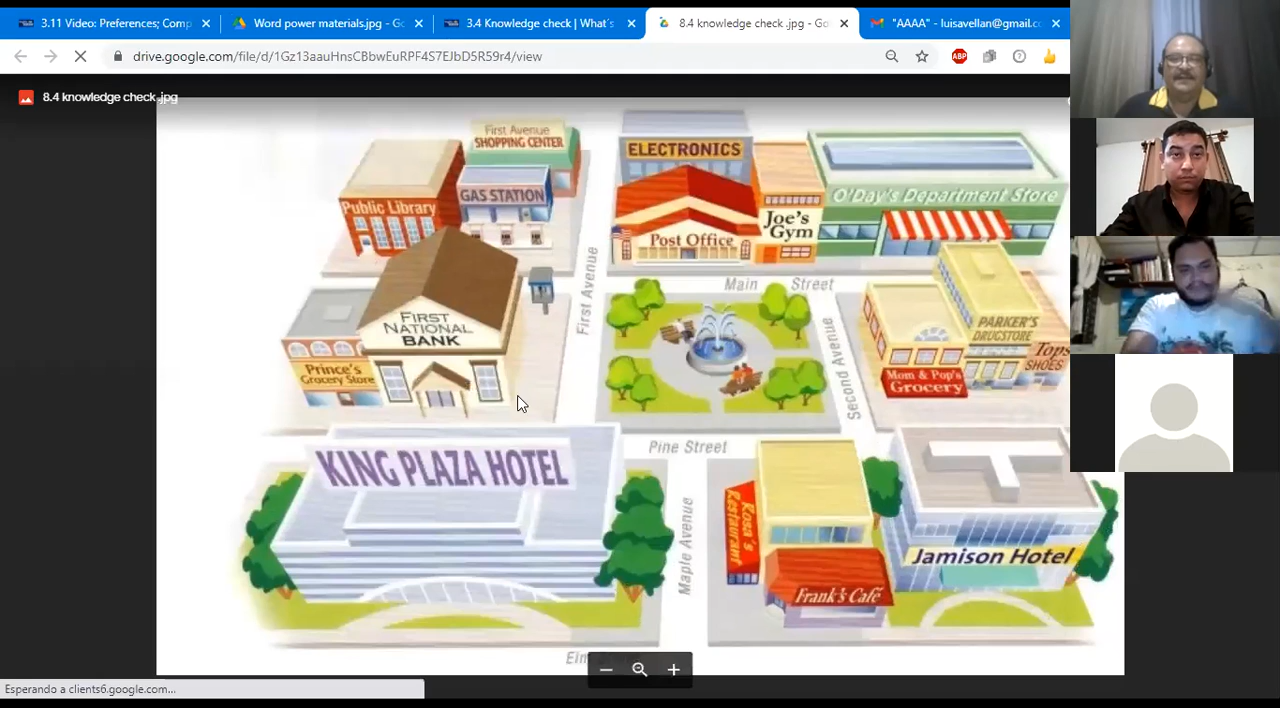 3.11 Video: Preferences; Comp
Word power materials.jpg - Go
3.4 Knowledge check | What's
8.4 knowledge check .jpg - Go
"AAAA" - luisavellan@gmail.c
drive.google.com/file/d/1Gz13aauHnsCBbwEuRPF4S7EJbD5R59r4/view
ABP
8.4 knowledge check .jpg
First Avenue
SHOPPING CENTER
Public Library
GAS STATION
ELECTRONICS
Post Office
Joe's
Gym
O'Day's Department Store
First Avenue
Main Street
FIRST
NATIONAL
BANK
Prince's
Grocery Store
Second Avenue
Mom & Pop's
Grocery
PARKER'S
DRUGSTORE
Tops
SHOES
Pine Street
KING PLAZA HOTEL
Maple Avenue
Rosa's
Restaurant
Frank's Café
Jamison Hotel
Esperando a clients6.google.com...